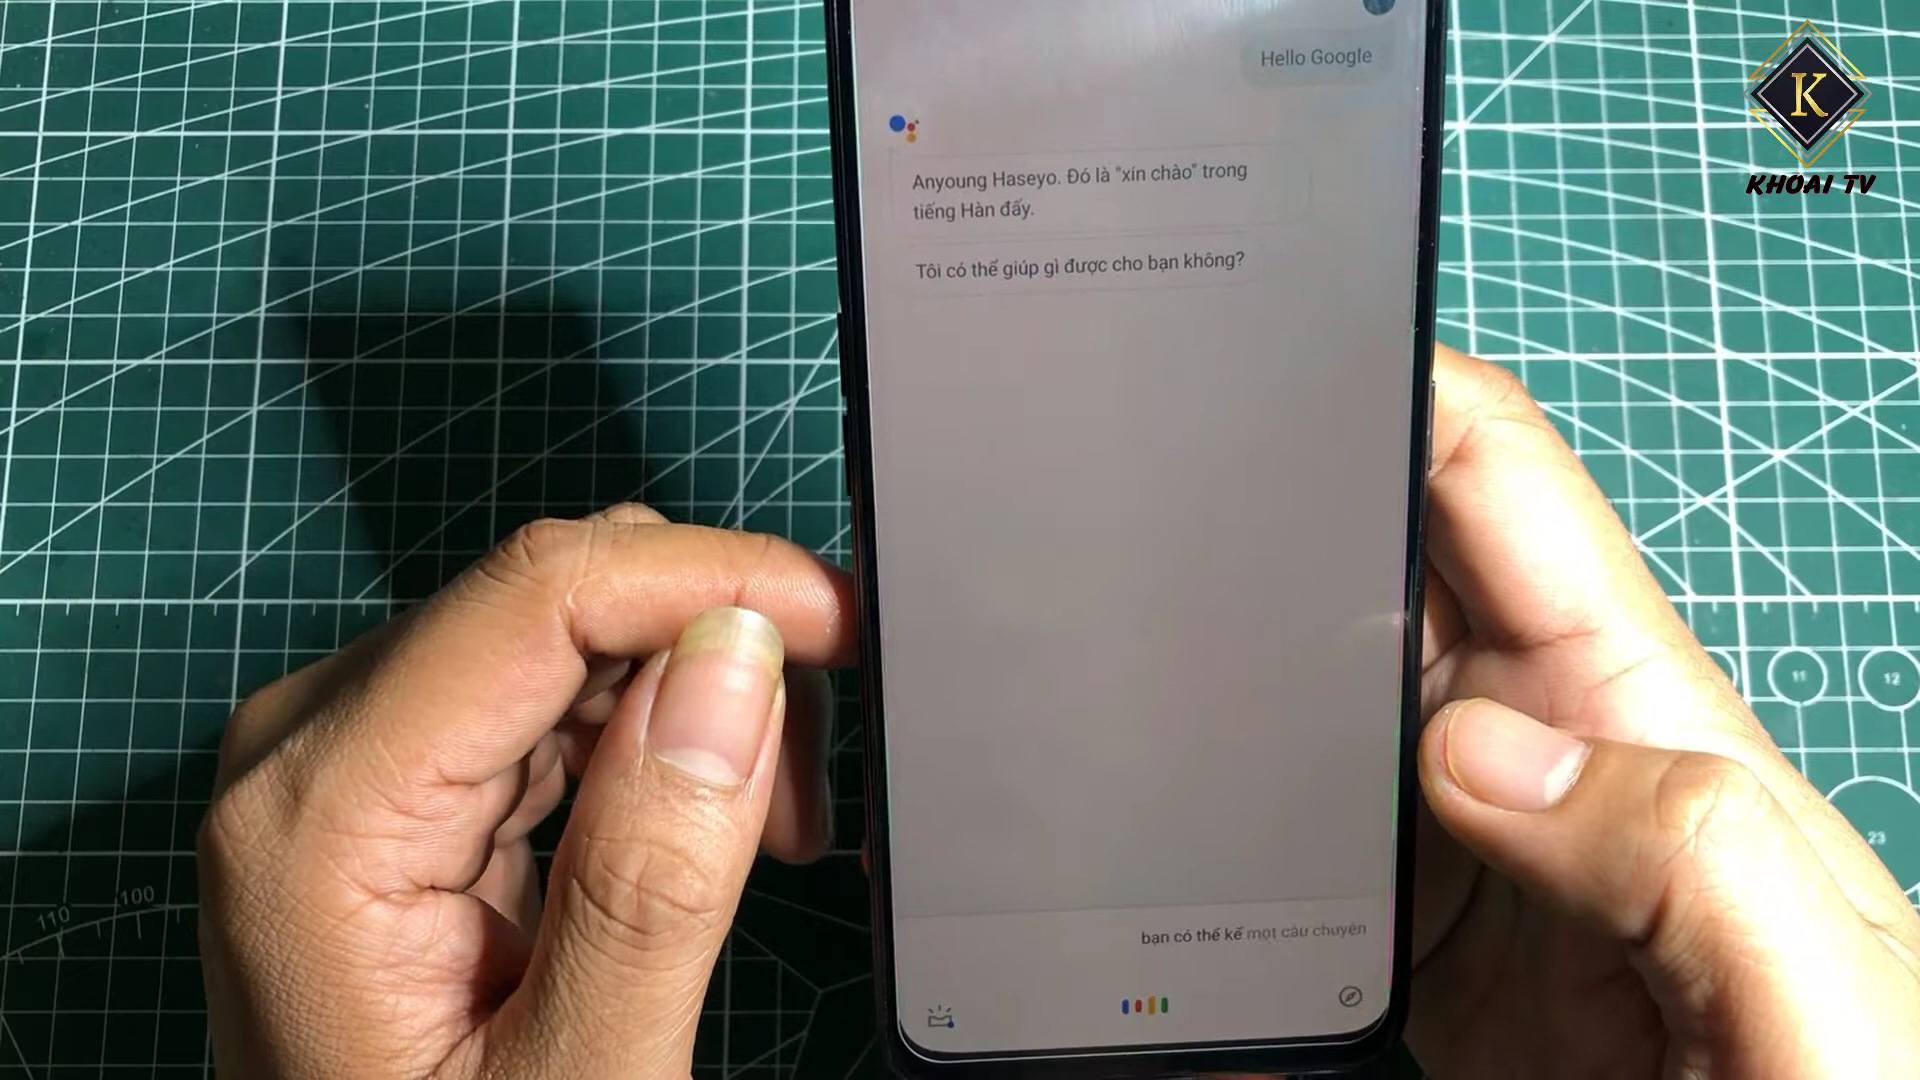 Hello Google
Anyoung Haseyo. Đó là "xin chào" trong
tiếng Hàn đấy.
Tôi có thể giúp gì được cho bạn không?
bạn có thể kể một câu chuyện
K
KHOAI TV
11
12
23
110
100